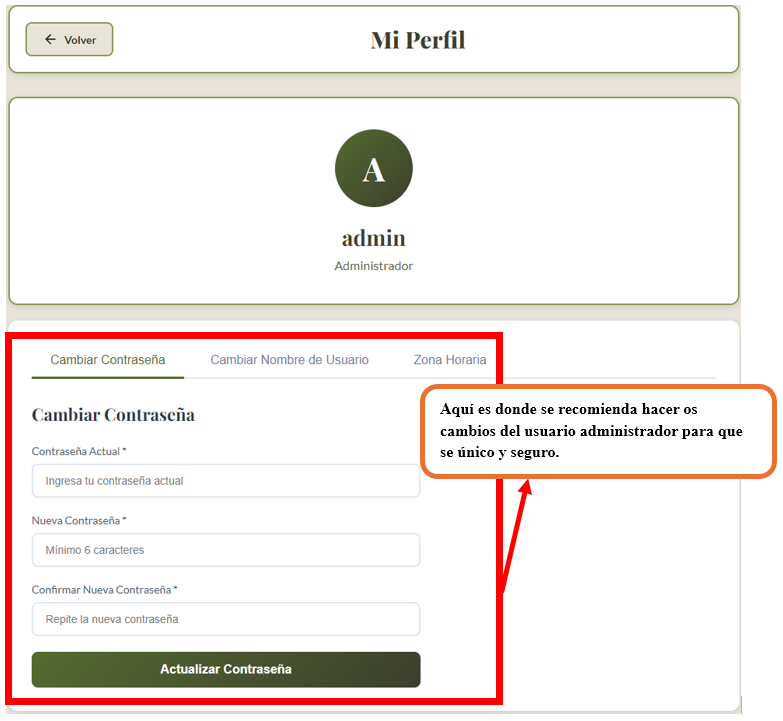 Volver
Mi Perfil
A
admin
Administrador
Cambiar Contraseña
Cambiar Nombre de Usuario
Zona Horaria
Cambiar Contraseña
Aquí es donde se recomienda hacer os
cambios del usuario administrador para que
se único y seguro.
Contraseña Actual *
Ingresa tu contraseña actual
Nueva Contraseña *
Mínimo 6 caracteres
Confirmar Nueva Contraseña *
Repite la nueva contraseña
Actualizar Contraseña